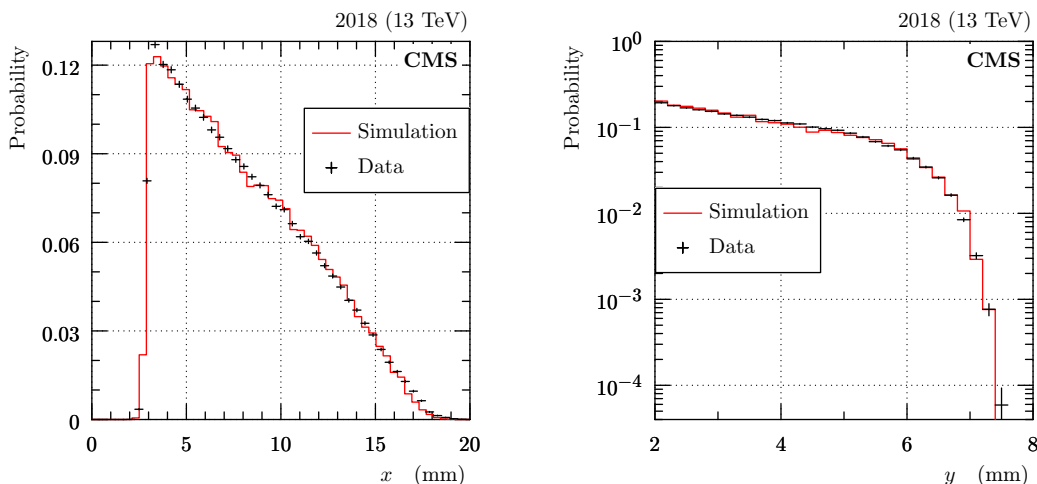 2018 (13 TeV)
Probability
CMS
0.12
0.09
0.06
0.03
0
Simulation
Data
0 5 10 15 20
x (mm)
2018 (13 TeV)
Probability
CMS
10^0
10^-1
10^-2
10^-3
10^-4
Simulation
Data
2 4 6 8
y (mm)